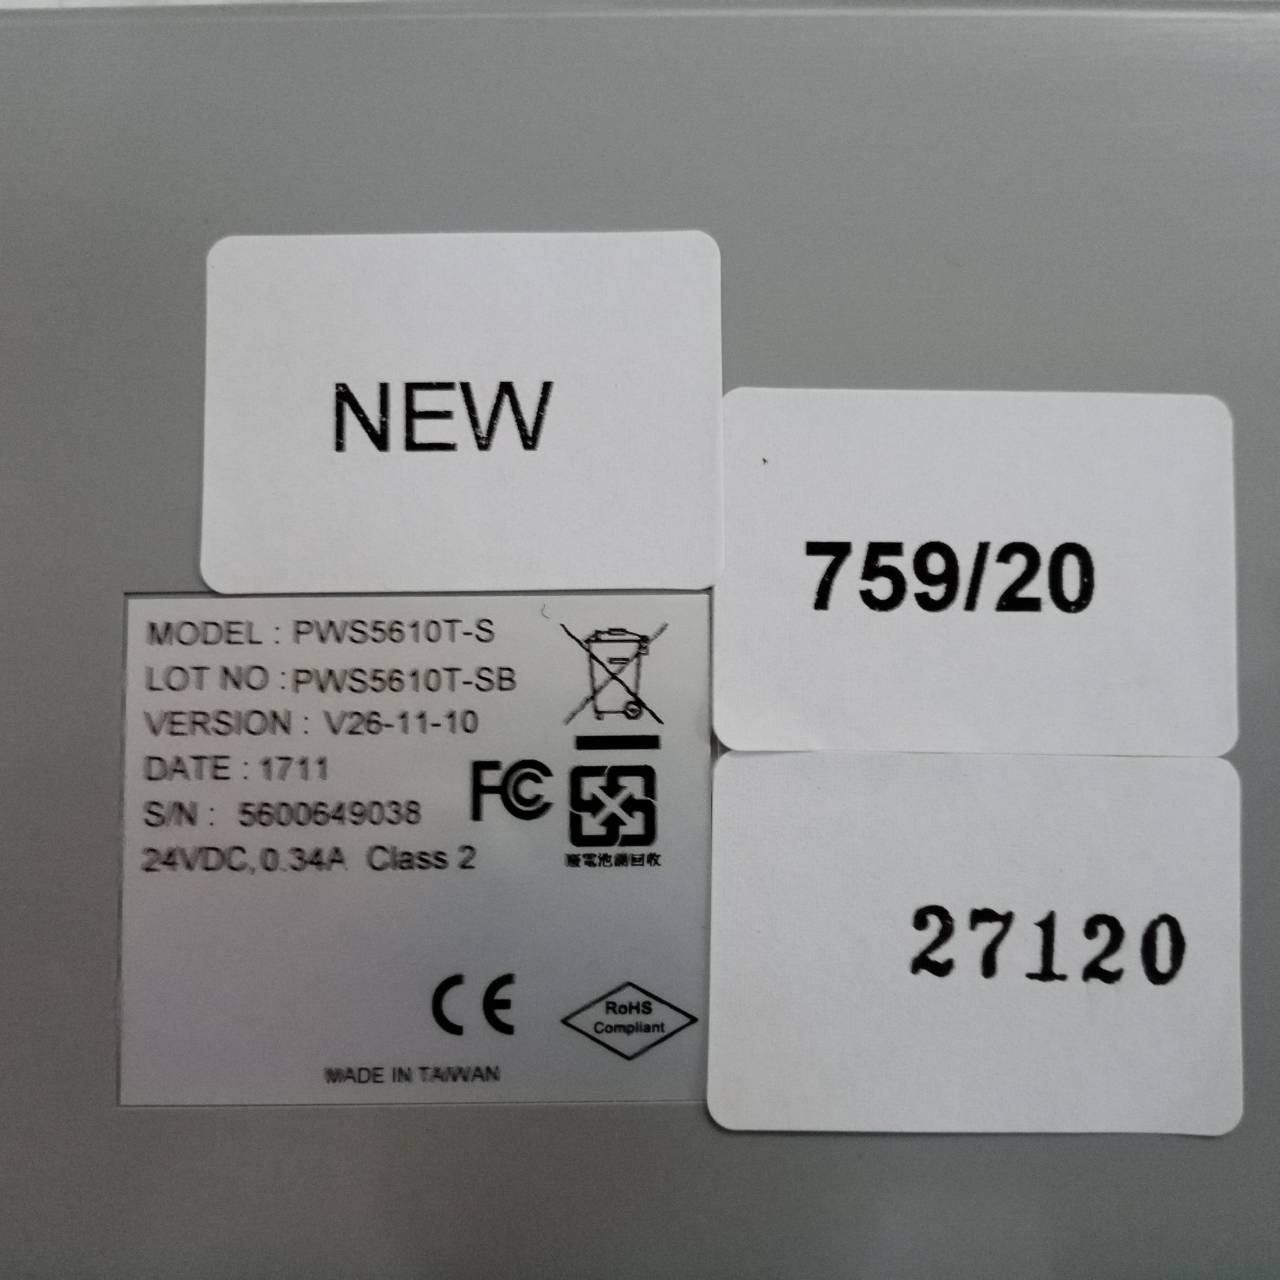 NEW
759/20
MODEL : PWS5610T-S
LOT NO : PWS5610T-SB
VERSION : V26-11-10
DATE : 1711
S/N : 5600649038
24VDC, 0.34A Class 2
FC
廢電池請回收
27120
CE
RoHS
Compliant
MADE IN TAIWAN